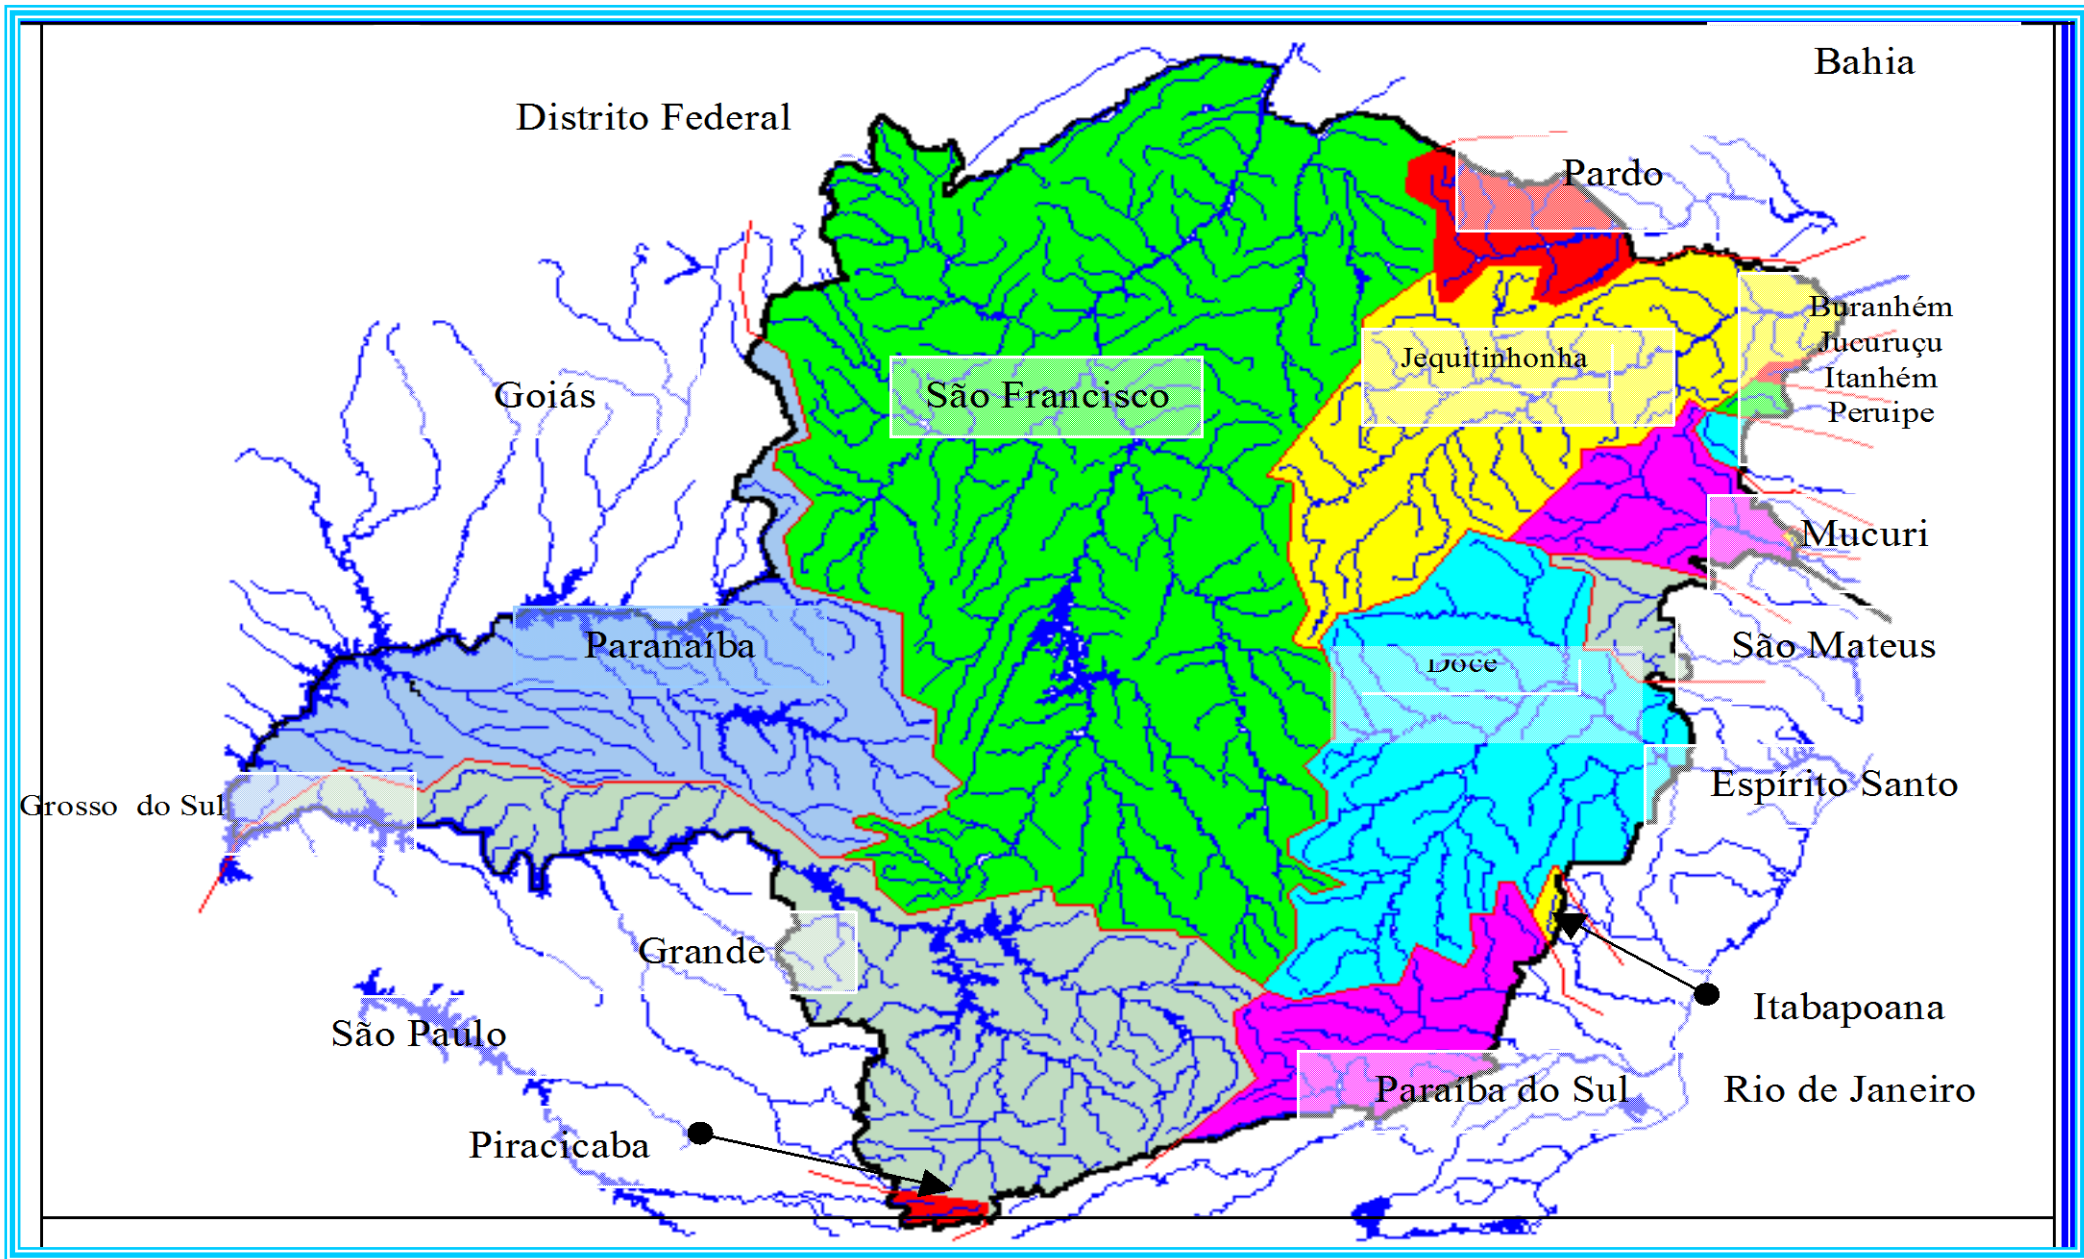 Bahia
Distrito Federal
Pardo
Buranhém
Jucuruçu
Jequitinhonha
Itanhém
Goiás
São Francisco
Peruipe
Mucuri
Paranaíba
São Mateus
Doce
Espírito Santo
Grosso do Sul
Grande
Itabapoana
São Paulo
Paraíba do Sul
Rio de Janeiro
Piracicaba